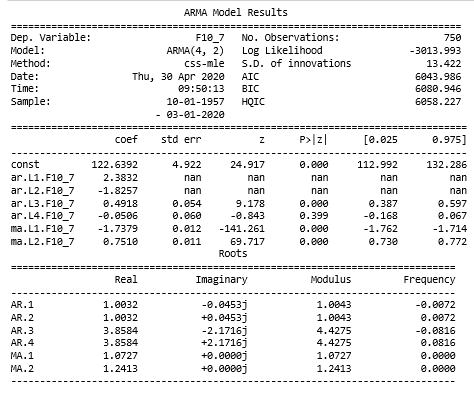 ARMA Model Results
==============================================================================
Dep. Variable: F10_7 No. Observations: 750
Model: ARMA(4, 2) Log Likelihood -3013.993
Method: css-mle S.D. of innovations 13.422
Date: Thu, 30 Apr 2020 AIC 6043.986
Time: 09:50:13 BIC 6080.946
Sample: 10-01-1957 HQIC 6058.227
- 03-01-2020
==============================================================================
coef std err z P>|z| [0.025 0.975]
------------------------------------------------------------------------------
const 122.6392 4.922 24.917 0.000 112.992 132.286
ar.L1.F10_7 2.3832 nan nan nan nan nan
ar.L2.F10_7 -1.8257 nan nan nan nan nan
ar.L3.F10_7 0.4918 0.054 9.178 0.000 0.387 0.597
ar.L4.F10_7 -0.0506 0.060 -0.843 0.399 -0.168 0.067
ma.L1.F10_7 -1.7379 0.012 -141.261 0.000 -1.762 -1.714
ma.L2.F10_7 0.7510 0.011 69.717 0.000 0.730 0.772
Roots
==============================================================================
Real Imaginary Modulus Frequency
------------------------------------------------------------------------------
AR.1 1.0032 -0.0453j 1.0043 -0.0072
AR.2 1.0032 +0.0453j 1.0043 0.0072
AR.3 3.8584 -2.1716j 4.4275 -0.0816
AR.4 3.8584 +2.1716j 4.4275 0.0816
MA.1 1.0727 +0.0000j 1.0727 0.0000
MA.2 1.2413 +0.0000j 1.2413 0.0000
------------------------------------------------------------------------------